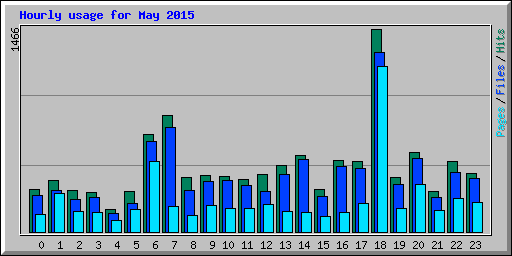 Hourly usage for May 2015
1466
Pages / Files / Hits
0 1 2 3 4 5 6 7 8 9 10 11 12 13 14 15 16 17 18 19 20 21 22 23